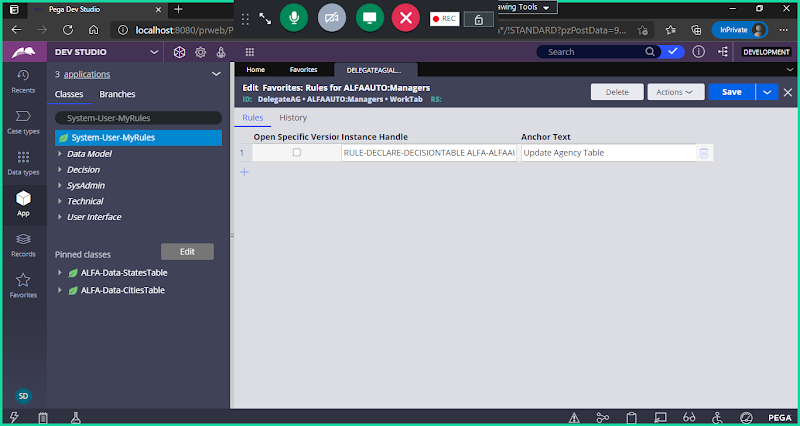 Pega Dev Studio
awing Tools
REC
localhost:8080/prweb/P
*/!STANDARD?pzPostData=9...
InPrivate
DEV STUDIO
Search
DEVELOPMENT
Recents
Case types
Data types
App
Records
Favorites
SD
3 applications
Classes
Branches
System-User-MyRules
System-User-MyRules
Data Model
Decision
SysAdmin
Technical
User Interface
Pinned classes
Edit
ALFA-Data-StatesTable
ALFA-Data-CitiesTable
Home
Favorites
DELEGATEAGIAL...
Edit Favorites: Rules for ALFAAUTO:Managers
ID: DelegateAG • ALFAAUTO:Managers • WorkTab RS:
Delete
Actions
Save
Rules
History
Open Specific Version Instance Handle Anchor Text
1 RULE-DECLARE-DECISIONTABLE ALFA-ALFAAU Update Agency Table
PEGA